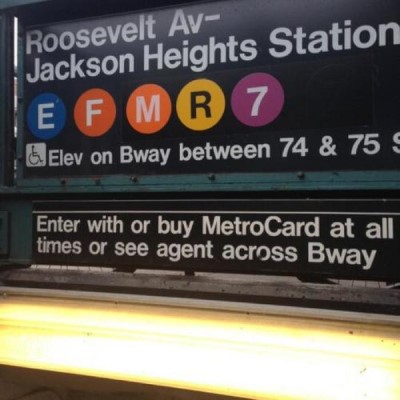 Roosevelt Av-
Jackson Heights Station
E F M R 7
Elev on Bway between 74 & 75 S
Enter with or buy MetroCard at all
times or see agent across Bway